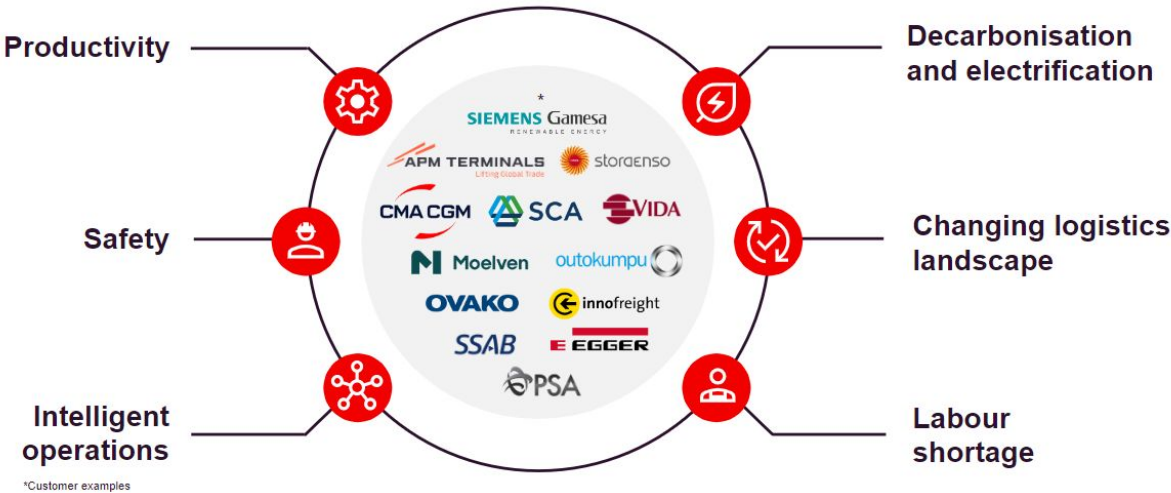 Productivity
Decarbonisation
and electrification
*
SIEMENS Gamesa
RENEWABLE ENERGY
APM TERMINALS
Lifting Global Trade
storaenso
CMA CGM
SCA
VIDA
Safety
Changing logistics
landscape
Moelven
outokumpu
OVAKO
innofreight
SSAB
E EGGER
PSA
Intelligent
operations
Labour
shortage
*Customer examples